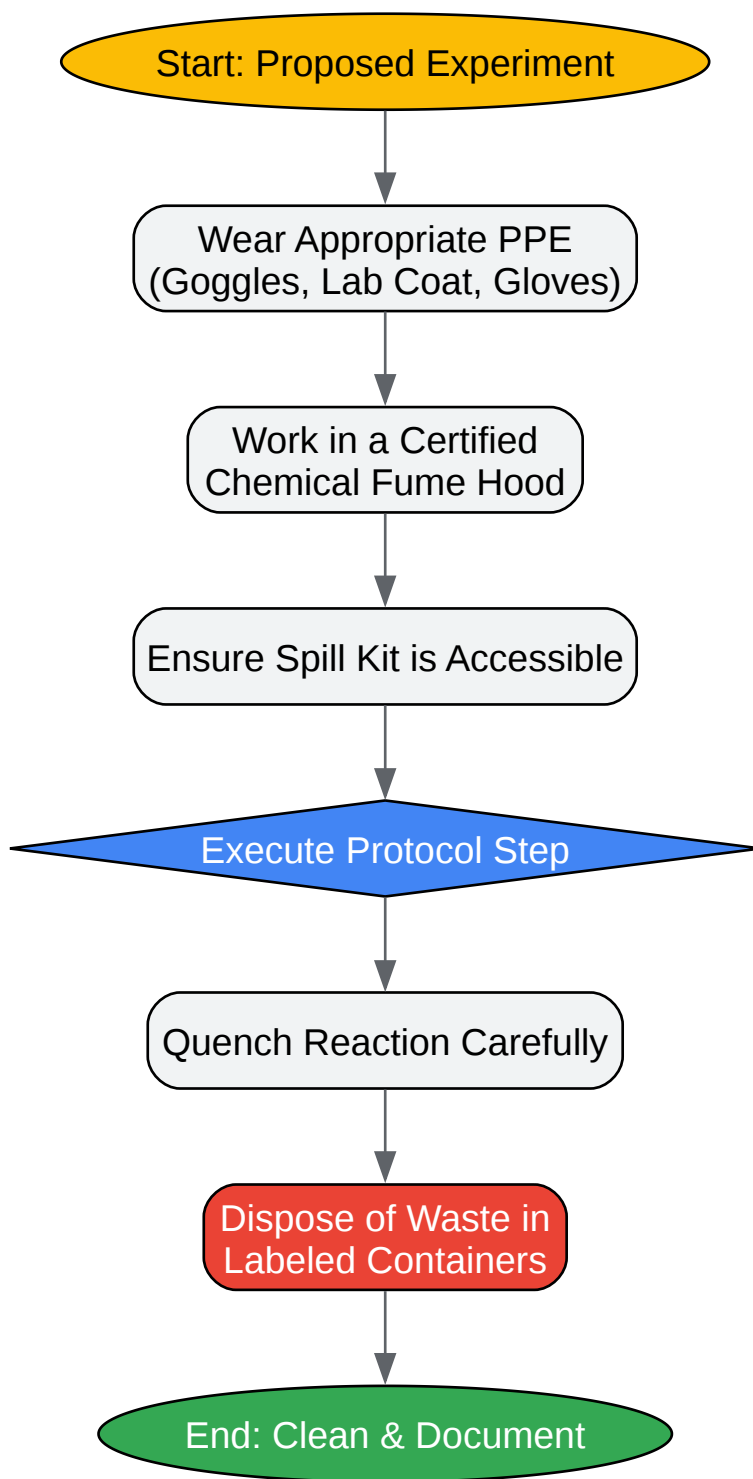 Start: Proposed Experiment
Wear Appropriate PPE
(Goggles, Lab Coat, Gloves)
Work in a Certified
Chemical Fume Hood
Ensure Spill Kit is Accessible
Execute Protocol Step
Quench Reaction Carefully
Dispose of Waste in
Labeled Containers
End: Clean & Document